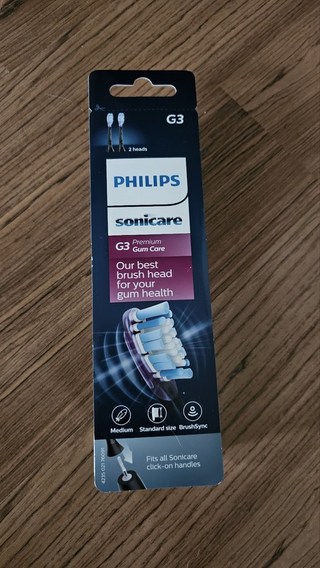 G3
2 heads
PHILIPS
sonicare
G3 Premium
Gum Care
Our best
brush head
for your
gum health
Medium Standard size BrushSync
Fits all Sonicare
click-on handles